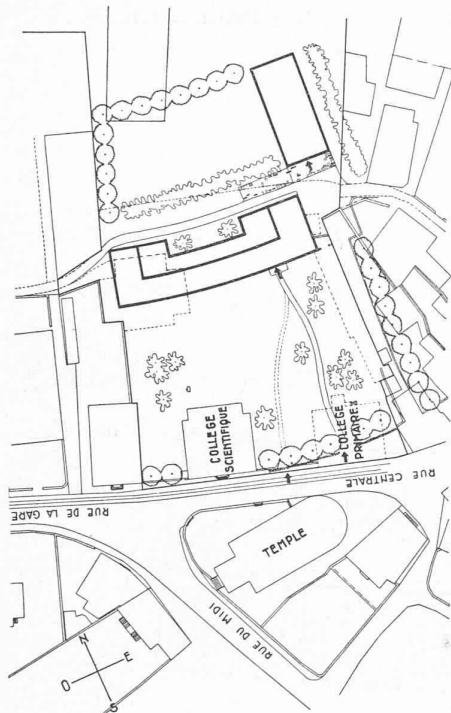 COLLEGE
SCIENTIFIQUE
COLLEGE
PRIMAIRE
RUE CENTRALE
RUE DE LA GARE
TEMPLE
RUE DU MIDI
N
E
O
S